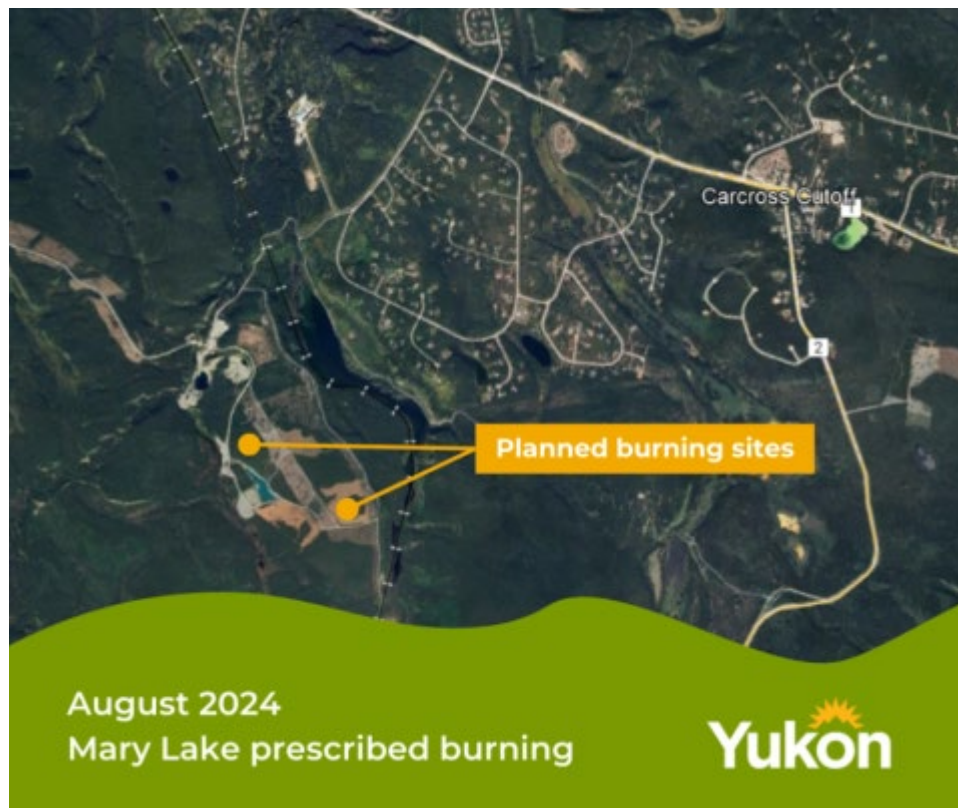 Carcross Cutoff
1
2
Planned burning sites
August 2024
Mary Lake prescribed burning
Yukon